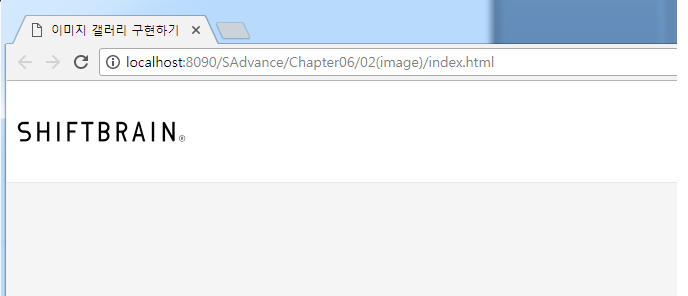 이미지 갤러리 구현하기
localhost:8090/SAdvance/Chapter06/02(image)/index.html
SHIFTBRAIN®